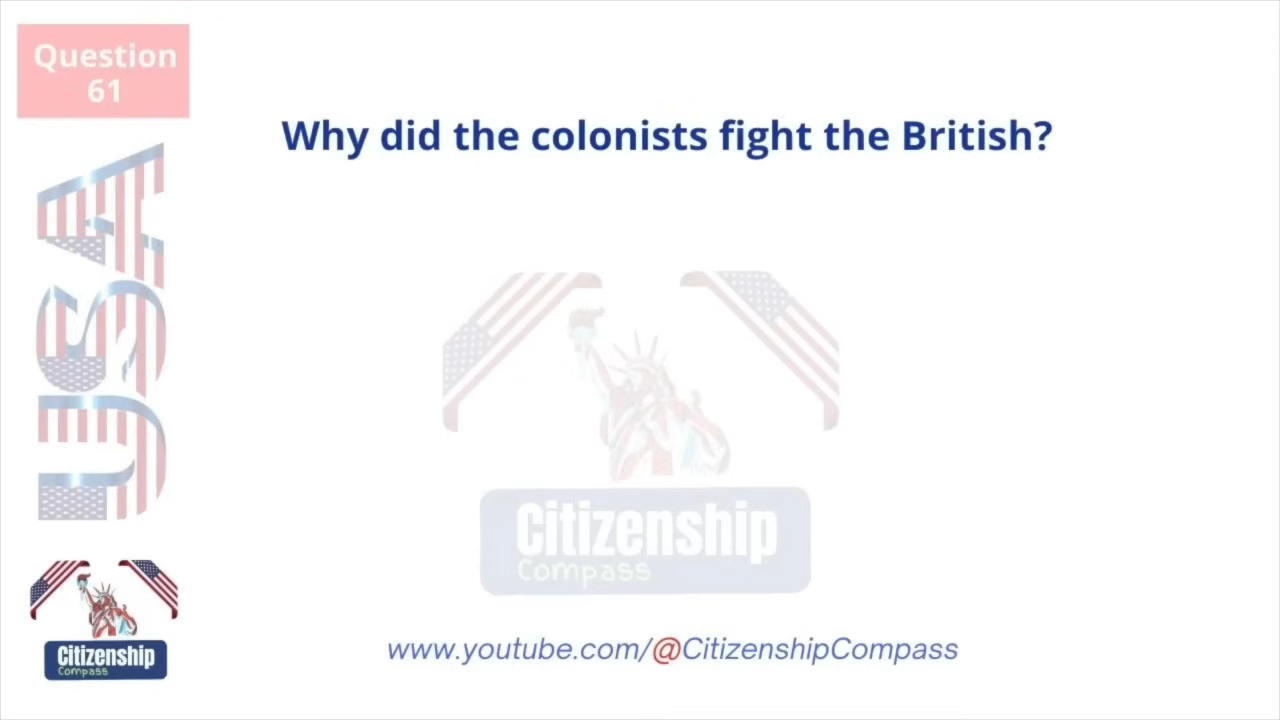 Question
61
Why did the colonists fight the British?
USA
Citizenship
Compass
Citizenship
Compass
www.youtube.com/@CitizenshipCompass